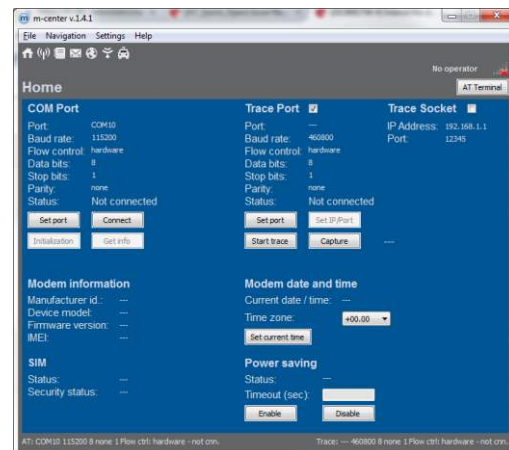 m-center v.1.4.1
File Navigation Settings Help
No operator
Home
AT Terminal
COM Port
Port: COM10
Baud rate: 115200
Flow control: hardware
Data bits: 8
Stop bits: 1
Parity: none
Status: Not connected
Set port Connect
Initialization Get info
Trace Port
Port: ---
Baud rate: 460800
Flow control: hardware
Data bits: 8
Stop bits: 1
Parity: none
Status: Not connected
Set port Set IP/Port
Start trace Capture ---
Trace Socket
IP Address: 192.168.1.1
Port: 12345
Modem information
Manufacturer id.: ---
Device model: ---
Firmware version: ---
IMEI: ---
Modem date and time
Current date / time: ---
Time zone: +00.00
Set current time
SIM
Status: ---
Security status: ---
Power saving
Status: ---
Timeout (sec):
Enable Disable
AT: COM10 115200 8 none 1 Flow ctrl: hardware - not cnn.
Trace: --- 460800 8 none 1 Flow ctrl: hardware - not cnn.